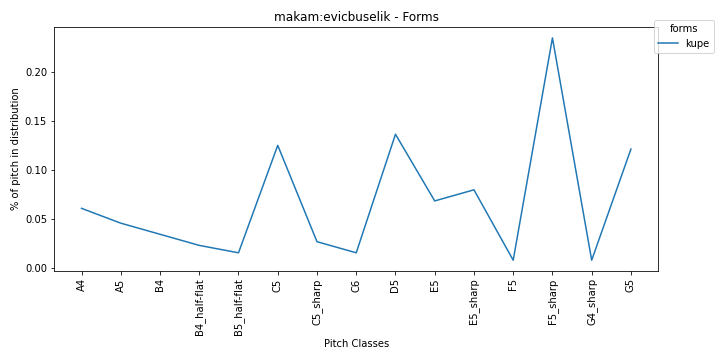 makam:evicbuselik - Forms
forms
kupe
% of pitch in distribution
0.20
0.15
0.10
0.05
0.00
A4
A5
B4
B4_half-flat
B5_half-flat
C5
C5_sharp
C6
D5
E5
E5_sharp
F5
F5_sharp
G4_sharp
G5
Pitch Classes